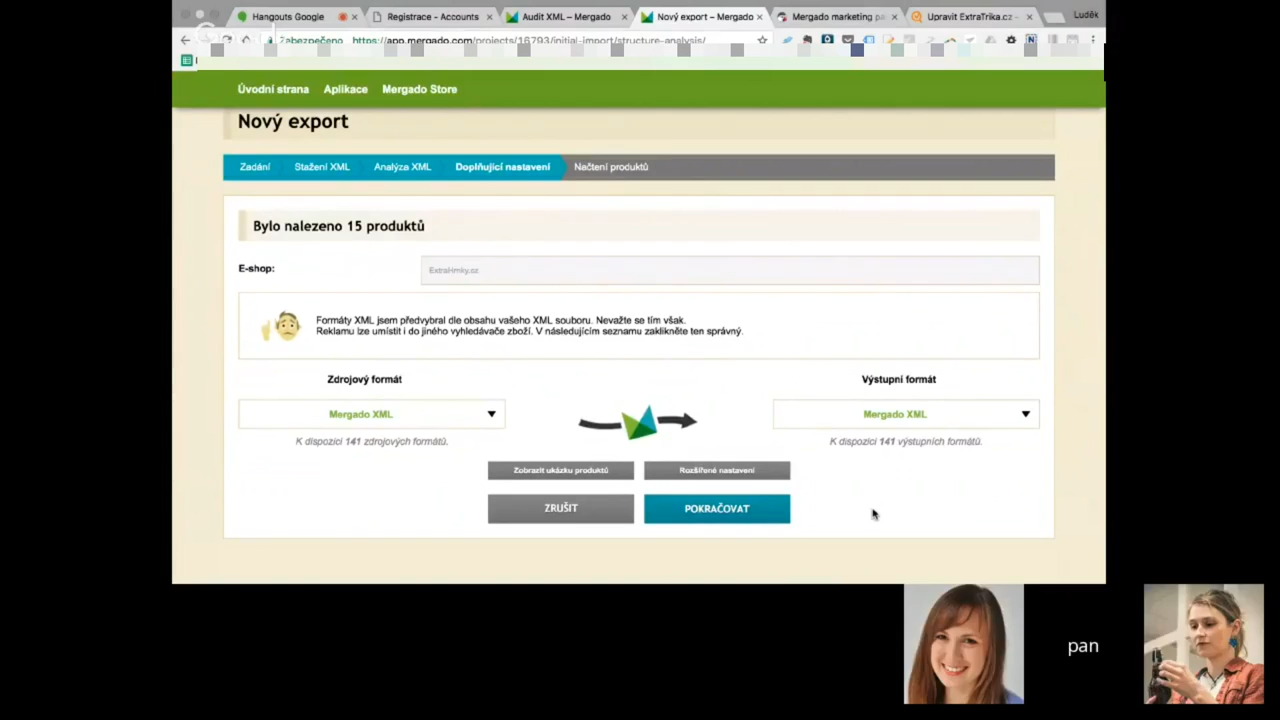 Hangouts Google
Registrace - Accounts
Audit XML – Mergado
Nový export – Mergado
Mergado marketing
Upravit ExtraTrika.cz -
Luděk
Zabezpečeno
https://app.mergado.com/projects/16793/initial-import/structure-analysis/
Úvodní strana
Aplikace
Mergado Store
Nový export
Zadání
Stažení XML
Analýza XML
Doplňující nastavení
Načtení produktů
Bylo nalezeno 15 produktů
E-shop:
Formáty XML jsem předvybral dle obsahu vašeho XML souboru. Nevažte se tím však.
Reklamu lze umístit i do jiného vyhledávače zboží. V následujícím seznamu zaklikněte ten správný.
Zdrojový formát
Výstupní formát
Mergado XML
Mergado XML
K dispozici 141 zdrojových formátů.
K dispozici 141 výstupních formátů.
Zobrazit ukázku produktů
Rozšířené nastavení
ZRUŠIT
POKRAČOVAT
pan